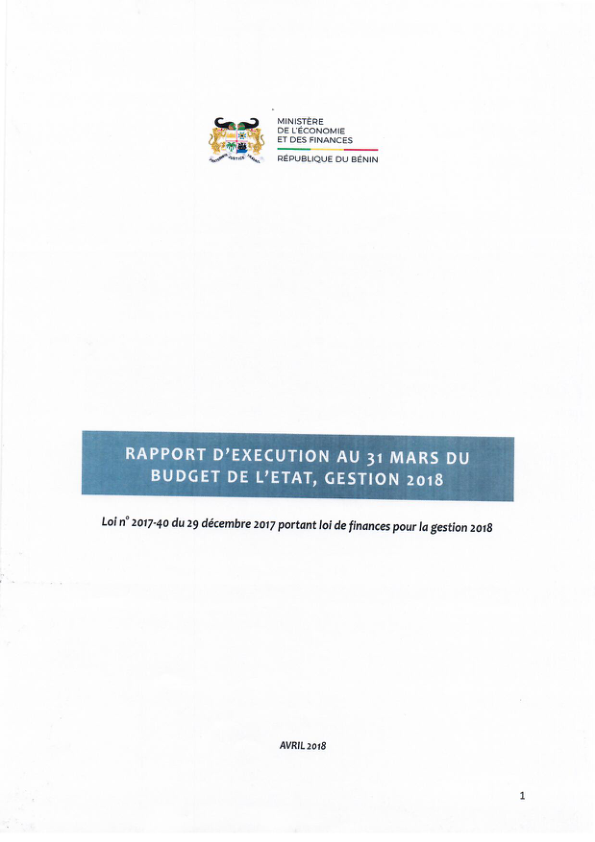 MINISTÈRE
DE L'ÉCONOMIE
ET DES FINANCES
RÉPUBLIQUE DU BÉNIN
RAPPORT D'EXECUTION AU 31 MARS DU
BUDGET DE L'ETAT, GESTION 2018
Loi n° 2017-40 du 29 décembre 2017 portant loi de finances pour la gestion 2018
AVRIL 2018
1